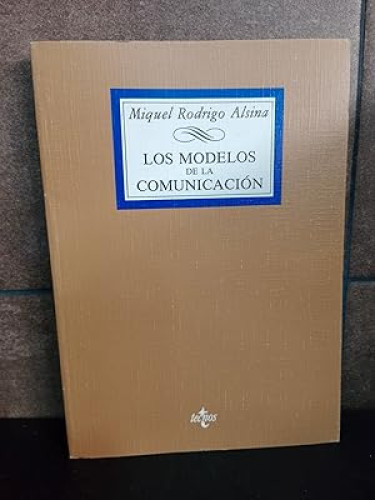 Miquel Rodrigo Alsina
LOS MODELOS
DE LA
COMUNICACIÓN
tecnos